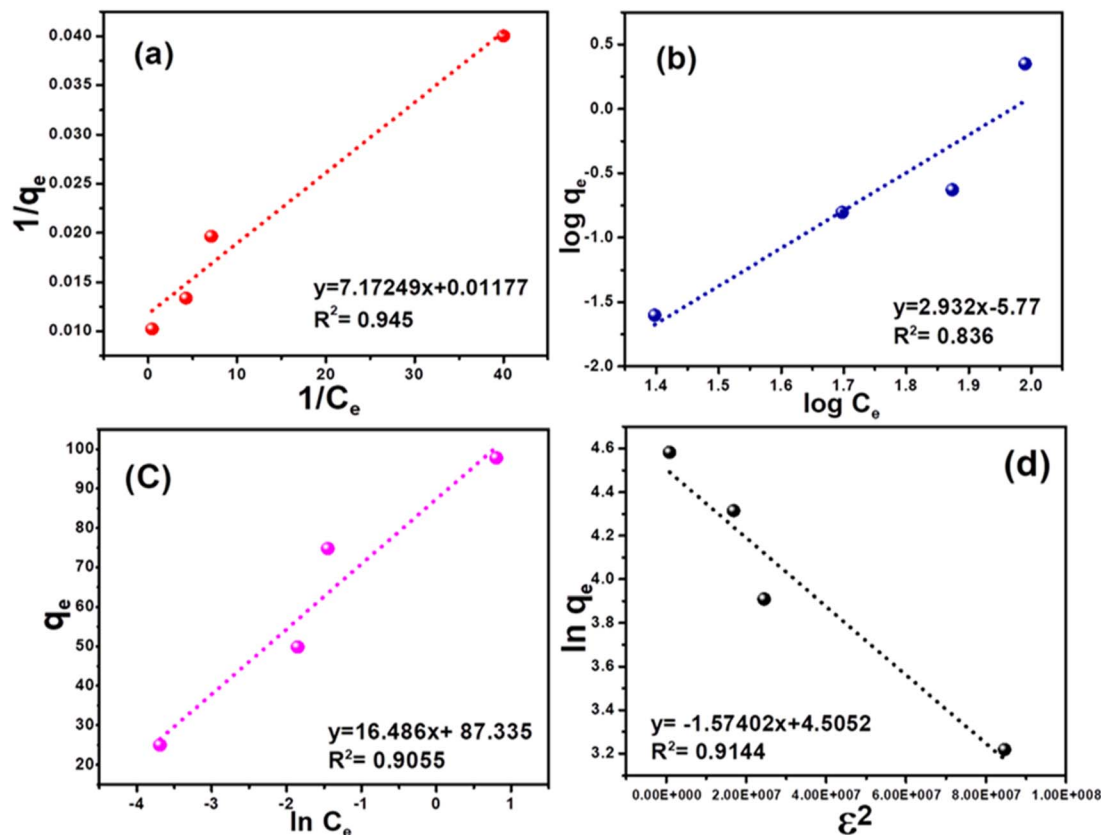 (a)
1/qe
0.040
0.035
0.030
0.025
0.020
0.015
0.010
y=7.17249x+0.01177
R²= 0.945
0 10 20 30 40
1/Ce
(b)
log qe
0.5
0.0
-0.5
-1.0
-1.5
-2.0
y=2.932x-5.77
R²= 0.836
1.4 1.5 1.6 1.7 1.8 1.9 2.0
log Ce
(C)
qe
100
90
80
70
60
50
40
30
20
y=16.486x+ 87.335
R²= 0.9055
-4 -3 -2 -1 0 1
ln Ce
(d)
ln qe
4.6
4.4
4.2
4.0
3.8
3.6
3.4
3.2
y= -1.57402x+4.5052
R²= 0.9144
0.00E+000 2.00E+007 4.00E+007 6.00E+007 8.00E+007 1.00E+008
ε²